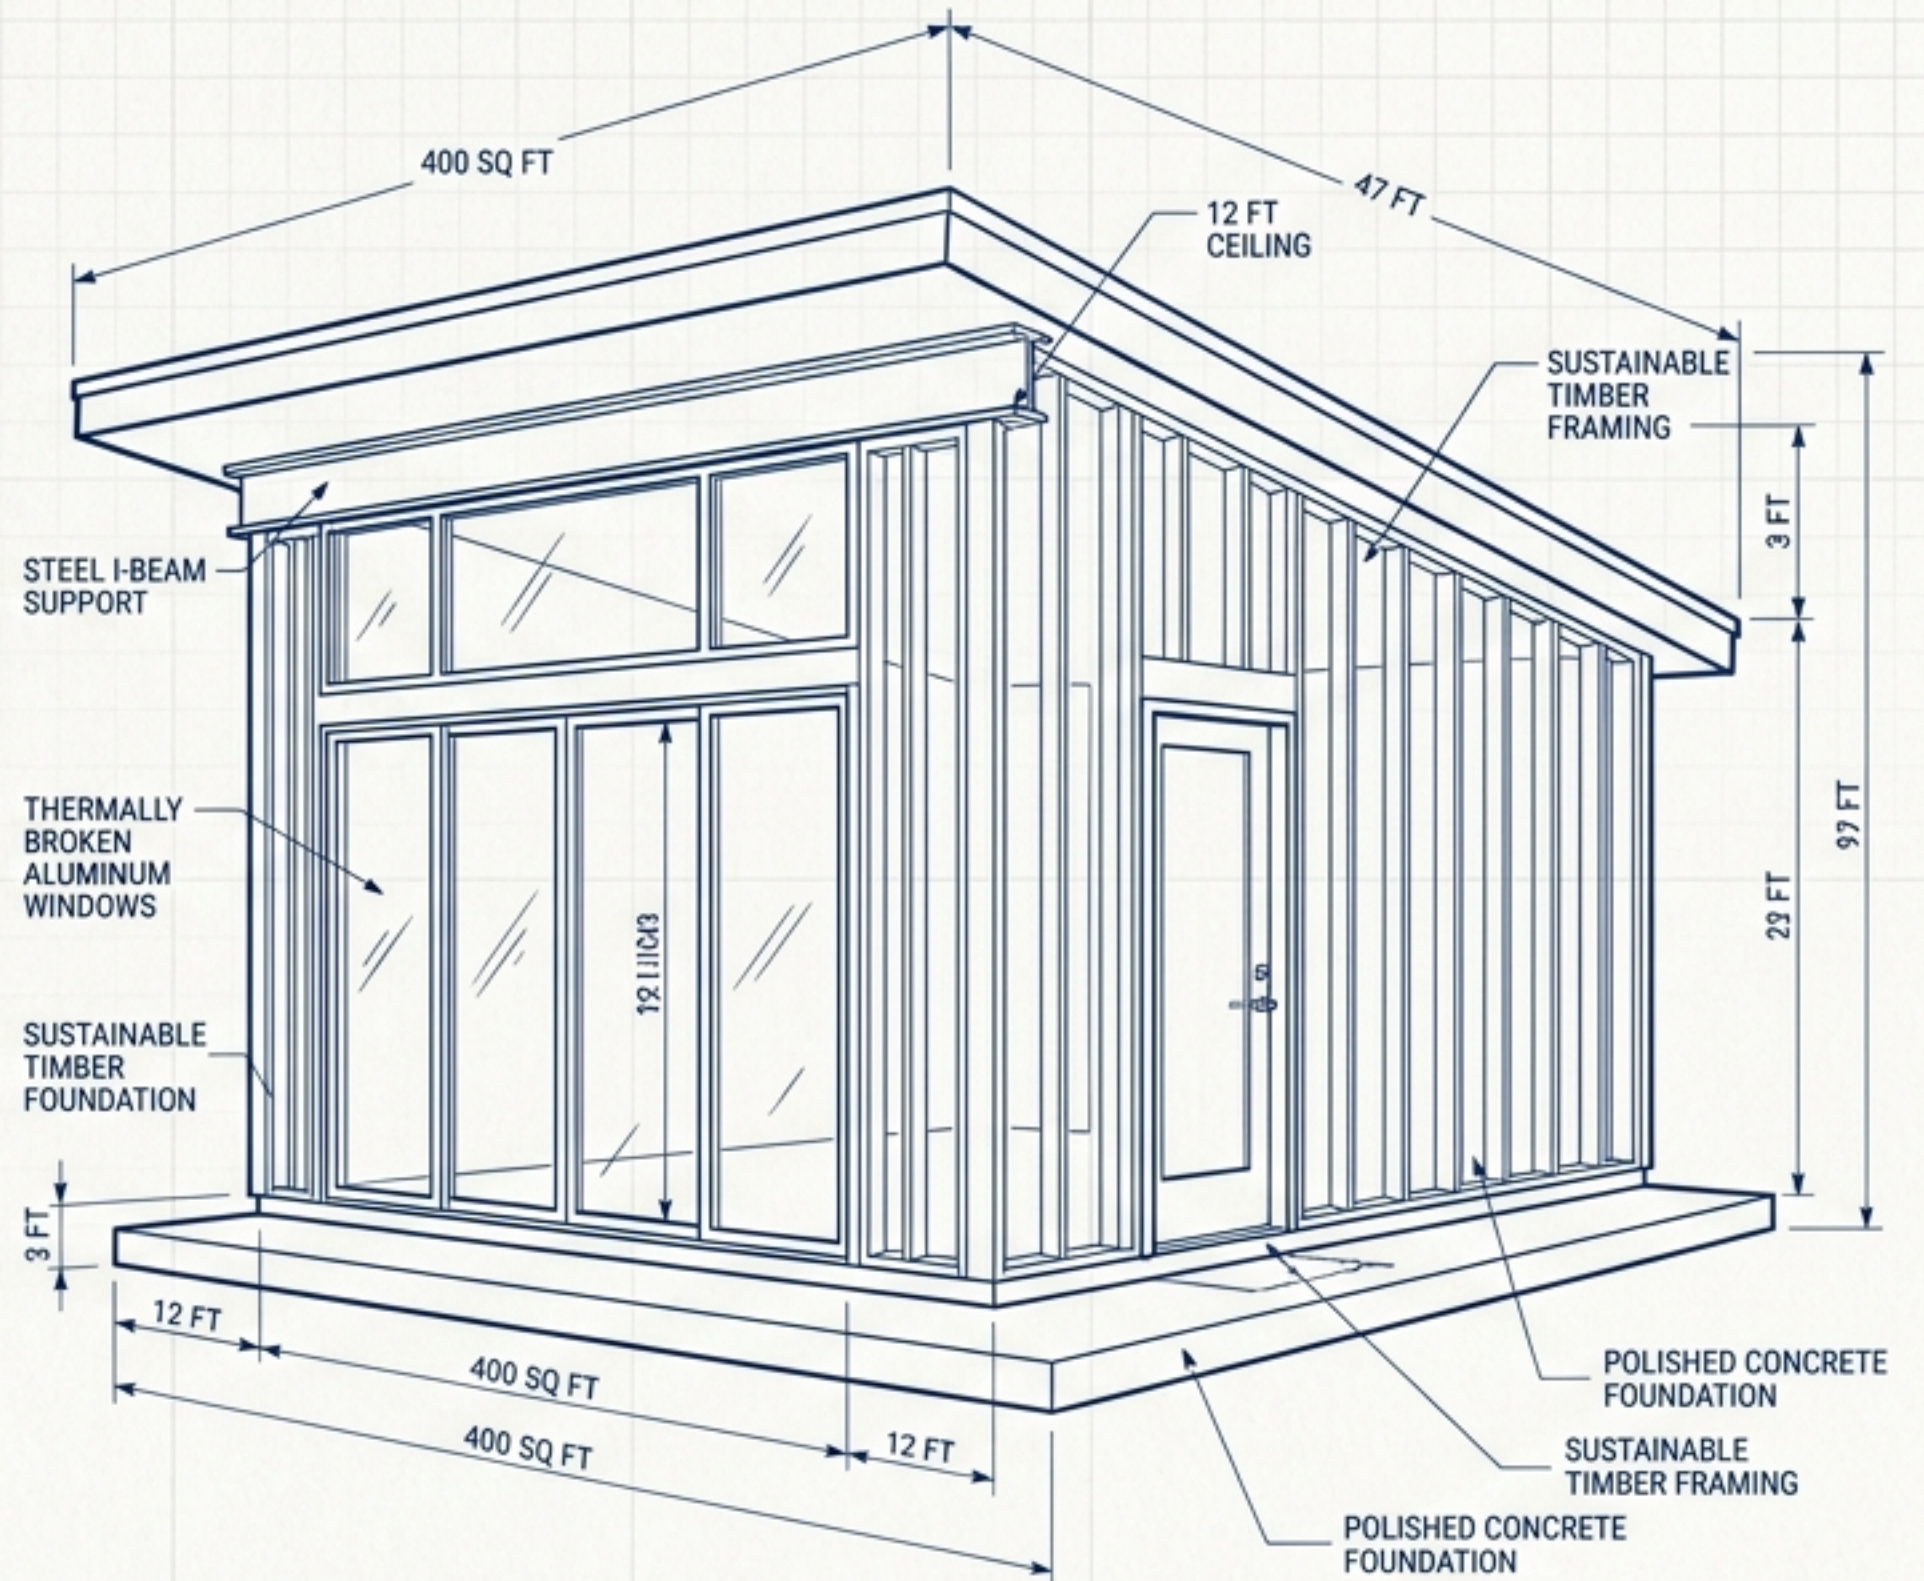 400 SQ FT
47 FT
12 FT
CEILING
SUSTAINABLE
TIMBER
FRAMING
3 FT
STEEL I-BEAM
SUPPORT
THERMALLY
BROKEN
ALUMINUM
WINDOWS
FT
FT
SUSTAINABLE
TIMBER
FOUNDATION
3 FT
12 FT
400 SQ FT
400 SQ FT
12 FT
POLISHED CONCRETE
FOUNDATION
SUSTAINABLE
TIMBER FRAMING
POLISHED CONCRETE
FOUNDATION